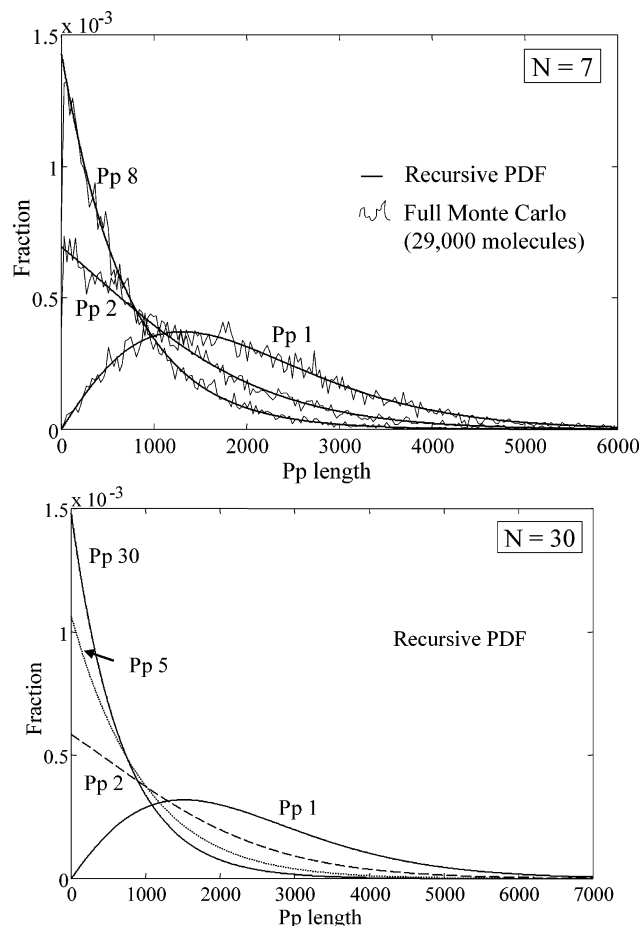 x 10-3
1.5
N = 7
Pp 8
1
Recursive PDF
Full Monte Carlo
(29,000 molecules)
Fraction
0.5
Pp 2
Pp 1
0
0 1000 2000 3000 4000 5000 6000
Pp length
x 10-3
1.5
N = 30
Pp 30
1
Recursive PDF
Pp 5
Fraction
0.5
Pp 2
Pp 1
0
0 1000 2000 3000 4000 5000 6000 7000
Pp length